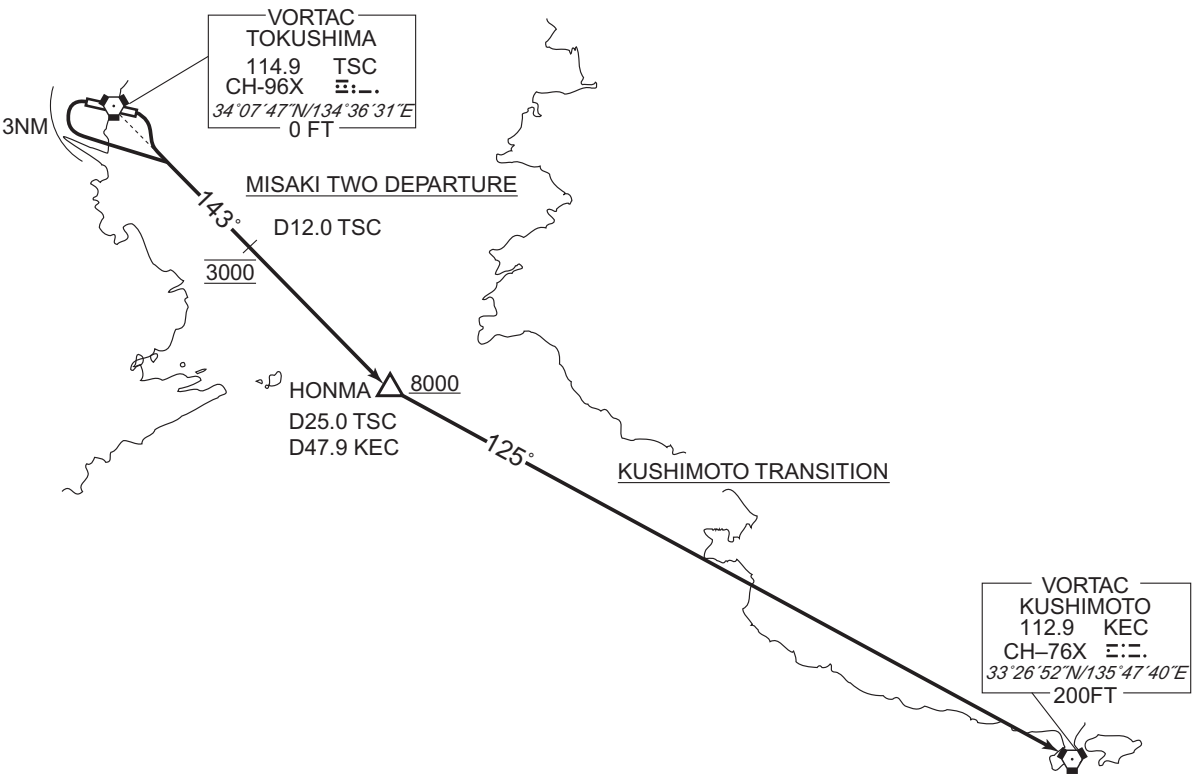 VORTAC
TOKUSHIMA
114.9 TSC
CH-96X
34°07´47˝N/134°36´31˝E
0 FT
3NM
MISAKI TWO DEPARTURE
143°
D12.0 TSC
3000
HONMA
8000
D25.0 TSC
D47.9 KEC
125°
KUSHIMOTO TRANSITION
VORTAC
KUSHIMOTO
112.9 KEC
CH–76X
33°26´52˝N/135°47´40˝E
200FT